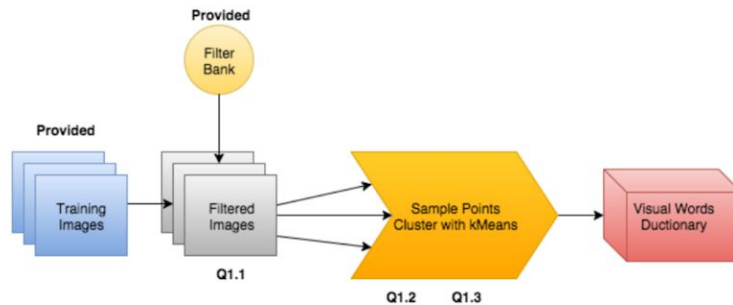 Provided
Filter
Bank
Provided
Training
Images
Filtered
Images
Sample Points
Cluster with kMeans
Visual Words
Ductionary
Q1.1
Q1.2
Q1.3